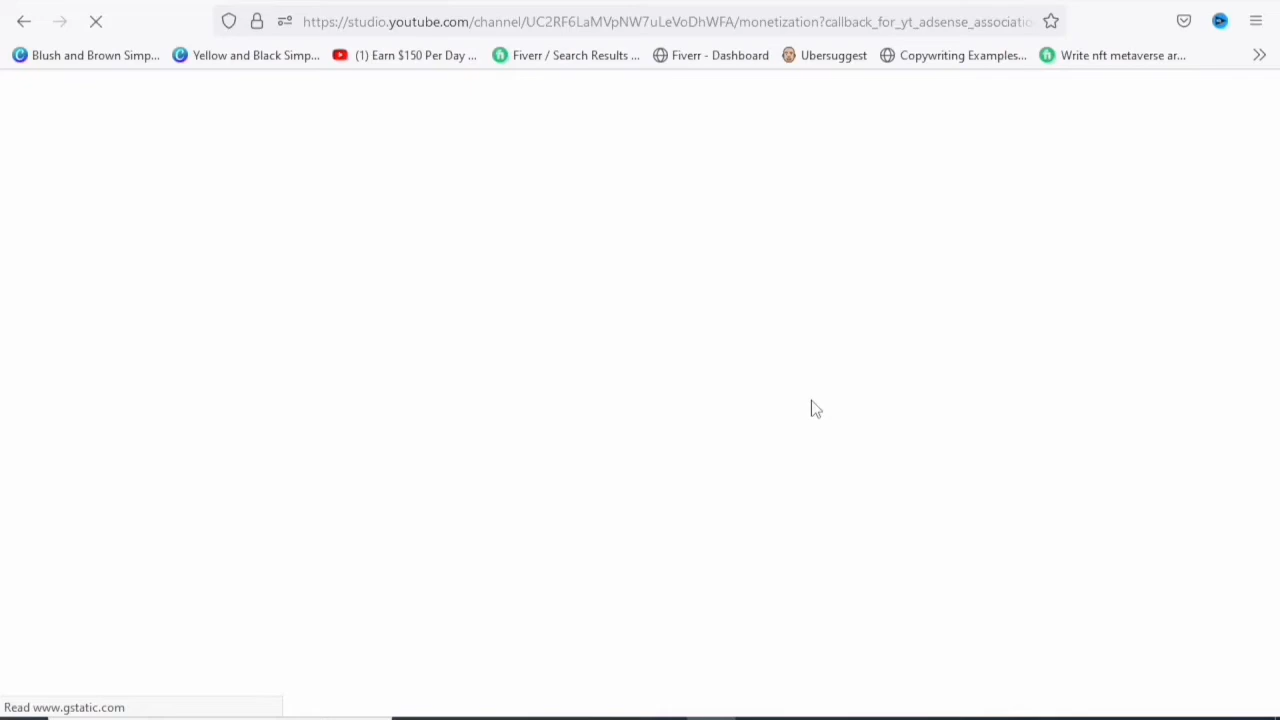 https://studio.youtube.com/channel/UC2RF6LaMVpNW7uLeVoDhWFA/monetization?callback_for_yt_adsense_associatio
Blush and Brown Simp... Yellow and Black Simp... (1) Earn $150 Per Day ... Fiverr / Search Results ... Fiverr - Dashboard Ubersuggest Copywriting Examples... Write nft metaverse ar...
Read www.gstatic.com